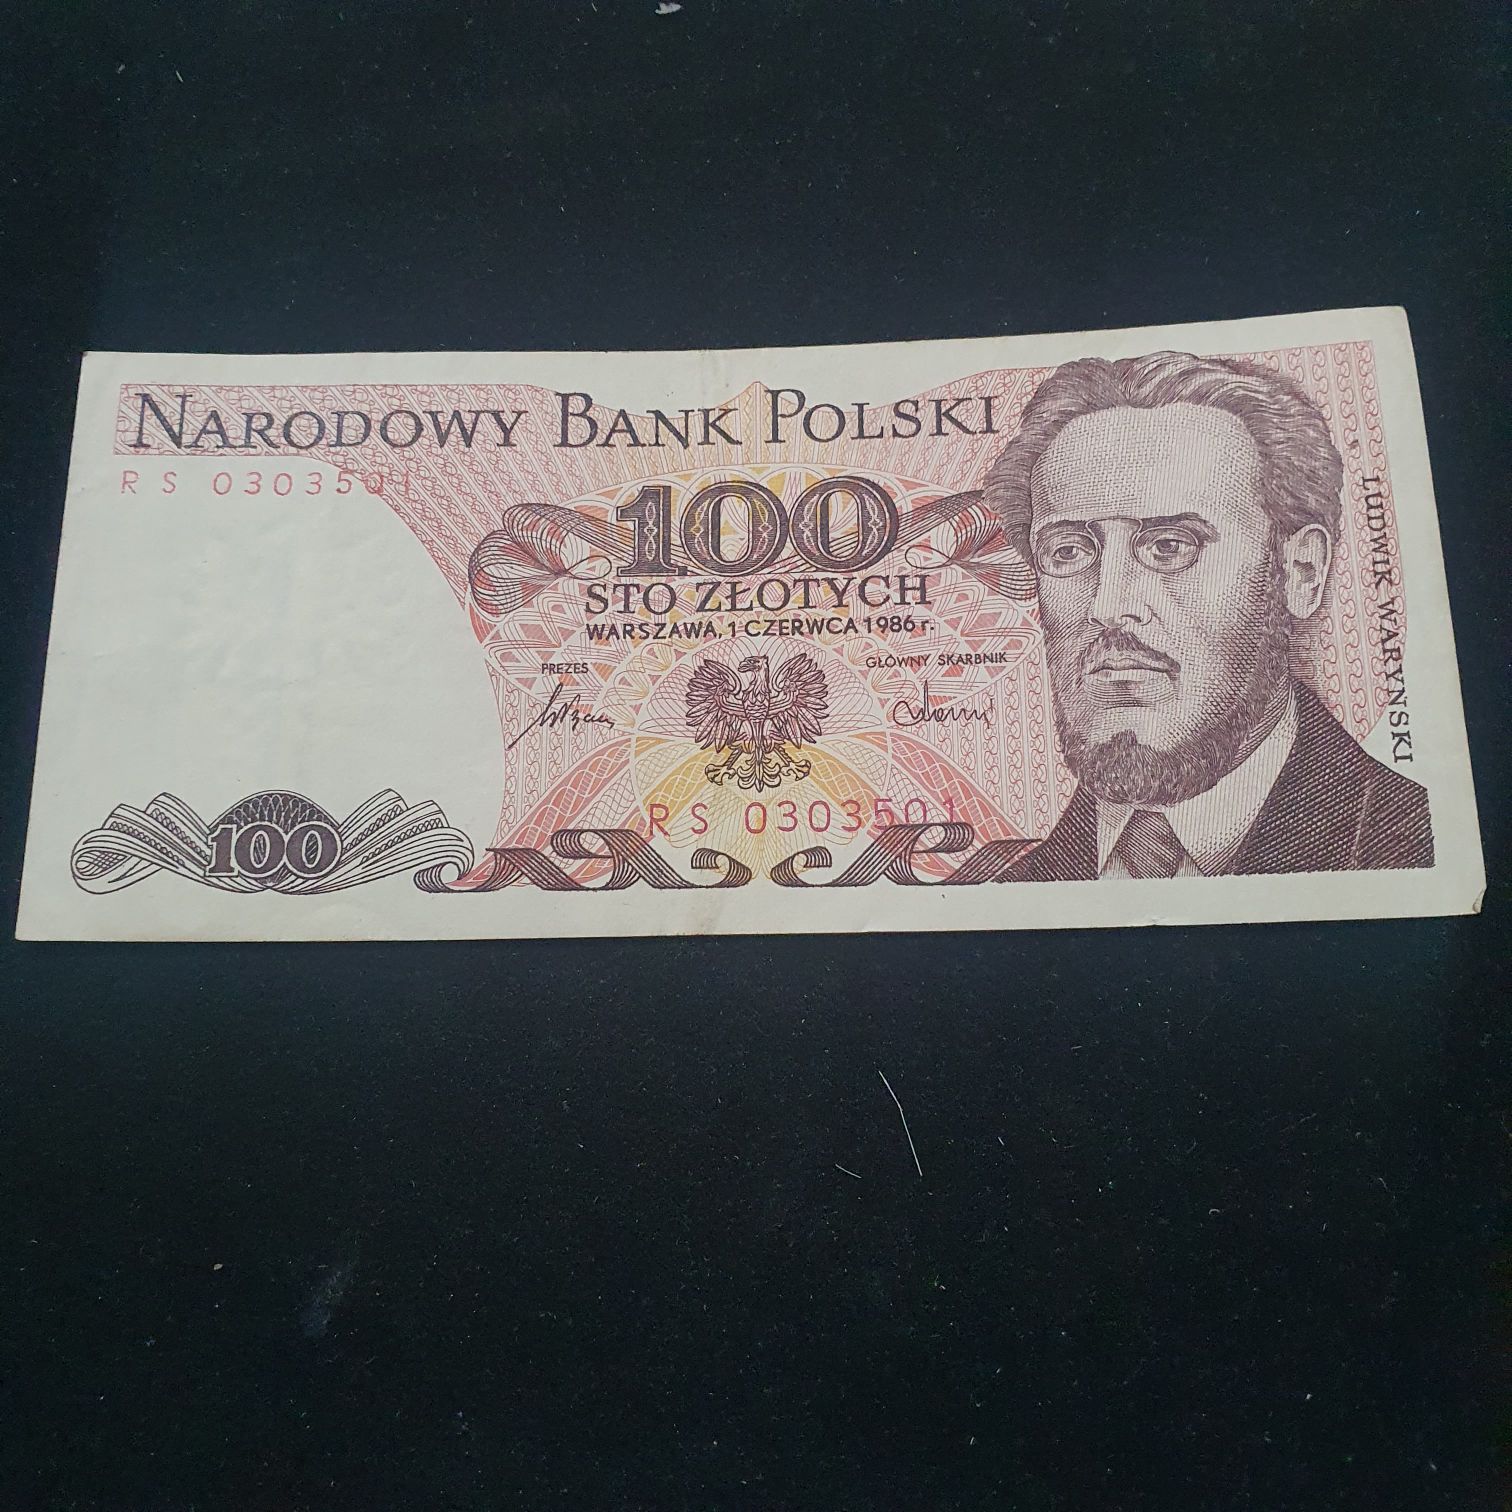 NARODOWY BANK POLSKI
RS 0303501
100
STO ZŁOTYCH
WARSZAWA, 1 CZERWCA 1986 r.
PREZES
GŁÓWNY SKARBNIK
LUDWIK WARYŃSKI
RS 0303501
100